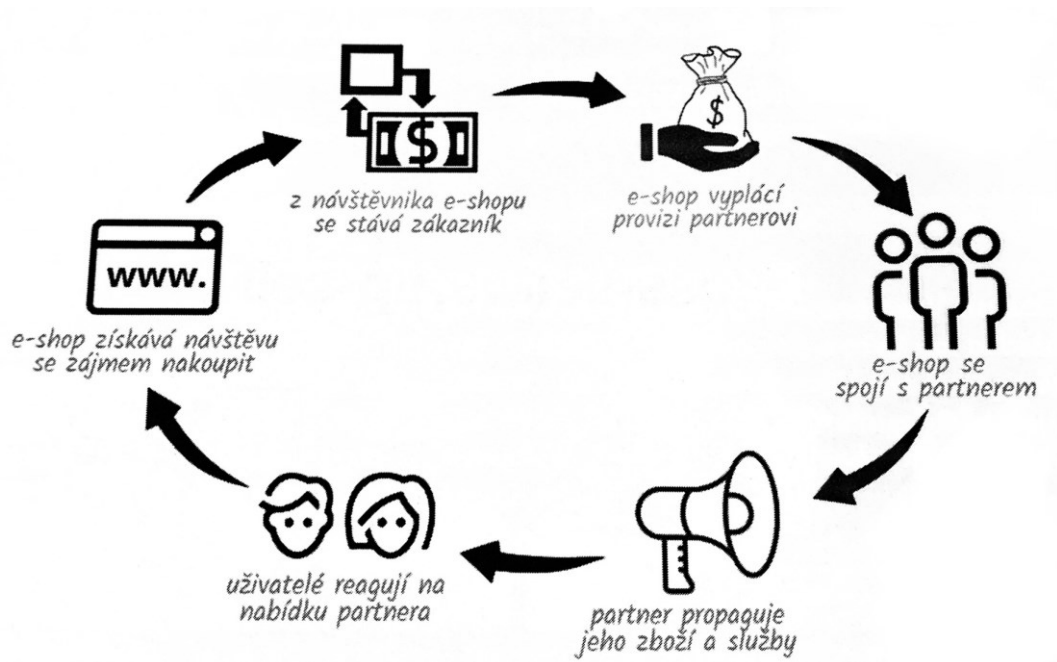 $
$
z návštěvníka e-shopu
se stává zákazník
e-shop vyplácí
provizi partnerovi
www.
e-shop získává návštěvu
se zájmem nakoupit
e-shop se
spojí s partnerem
uživatelé reagují na
nabídku partnera
partner propaguje
jeho zboží a služby